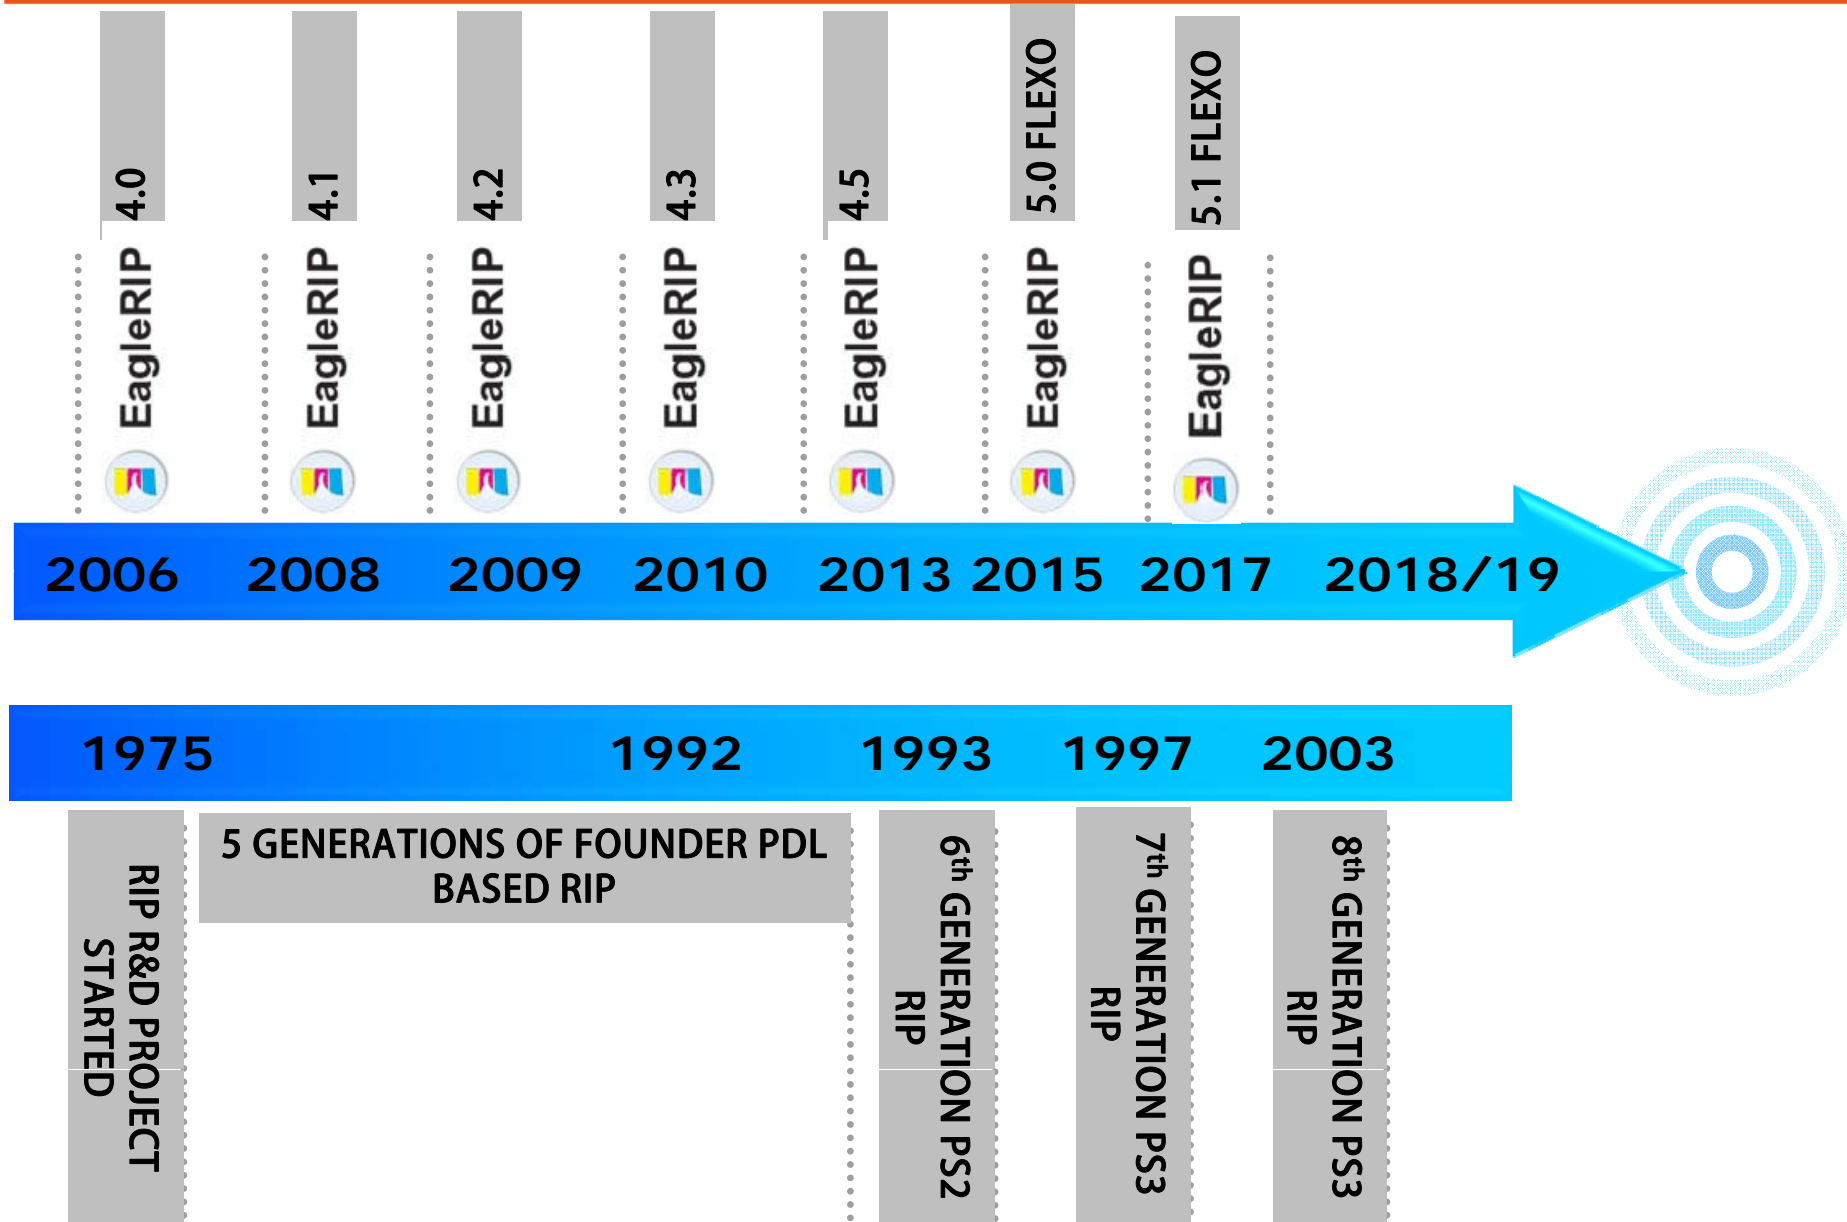 EagleRIP 4.0
EagleRIP 4.1
EagleRIP 4.2
EagleRIP 4.3
EagleRIP 4.5
EagleRIP 5.0 FLEXO
EagleRIP 5.1 FLEXO
2006 2008 2009 2010 2013 2015 2017 2018/19
1975 1992 1993 1997 2003
RIP R&D PROJECT
STARTED
5 GENERATIONS OF FOUNDER PDL
BASED RIP
6th GENERATION PS2
RIP
7th GENERATION PS3
RIP
8th GENERATION PS3
RIP